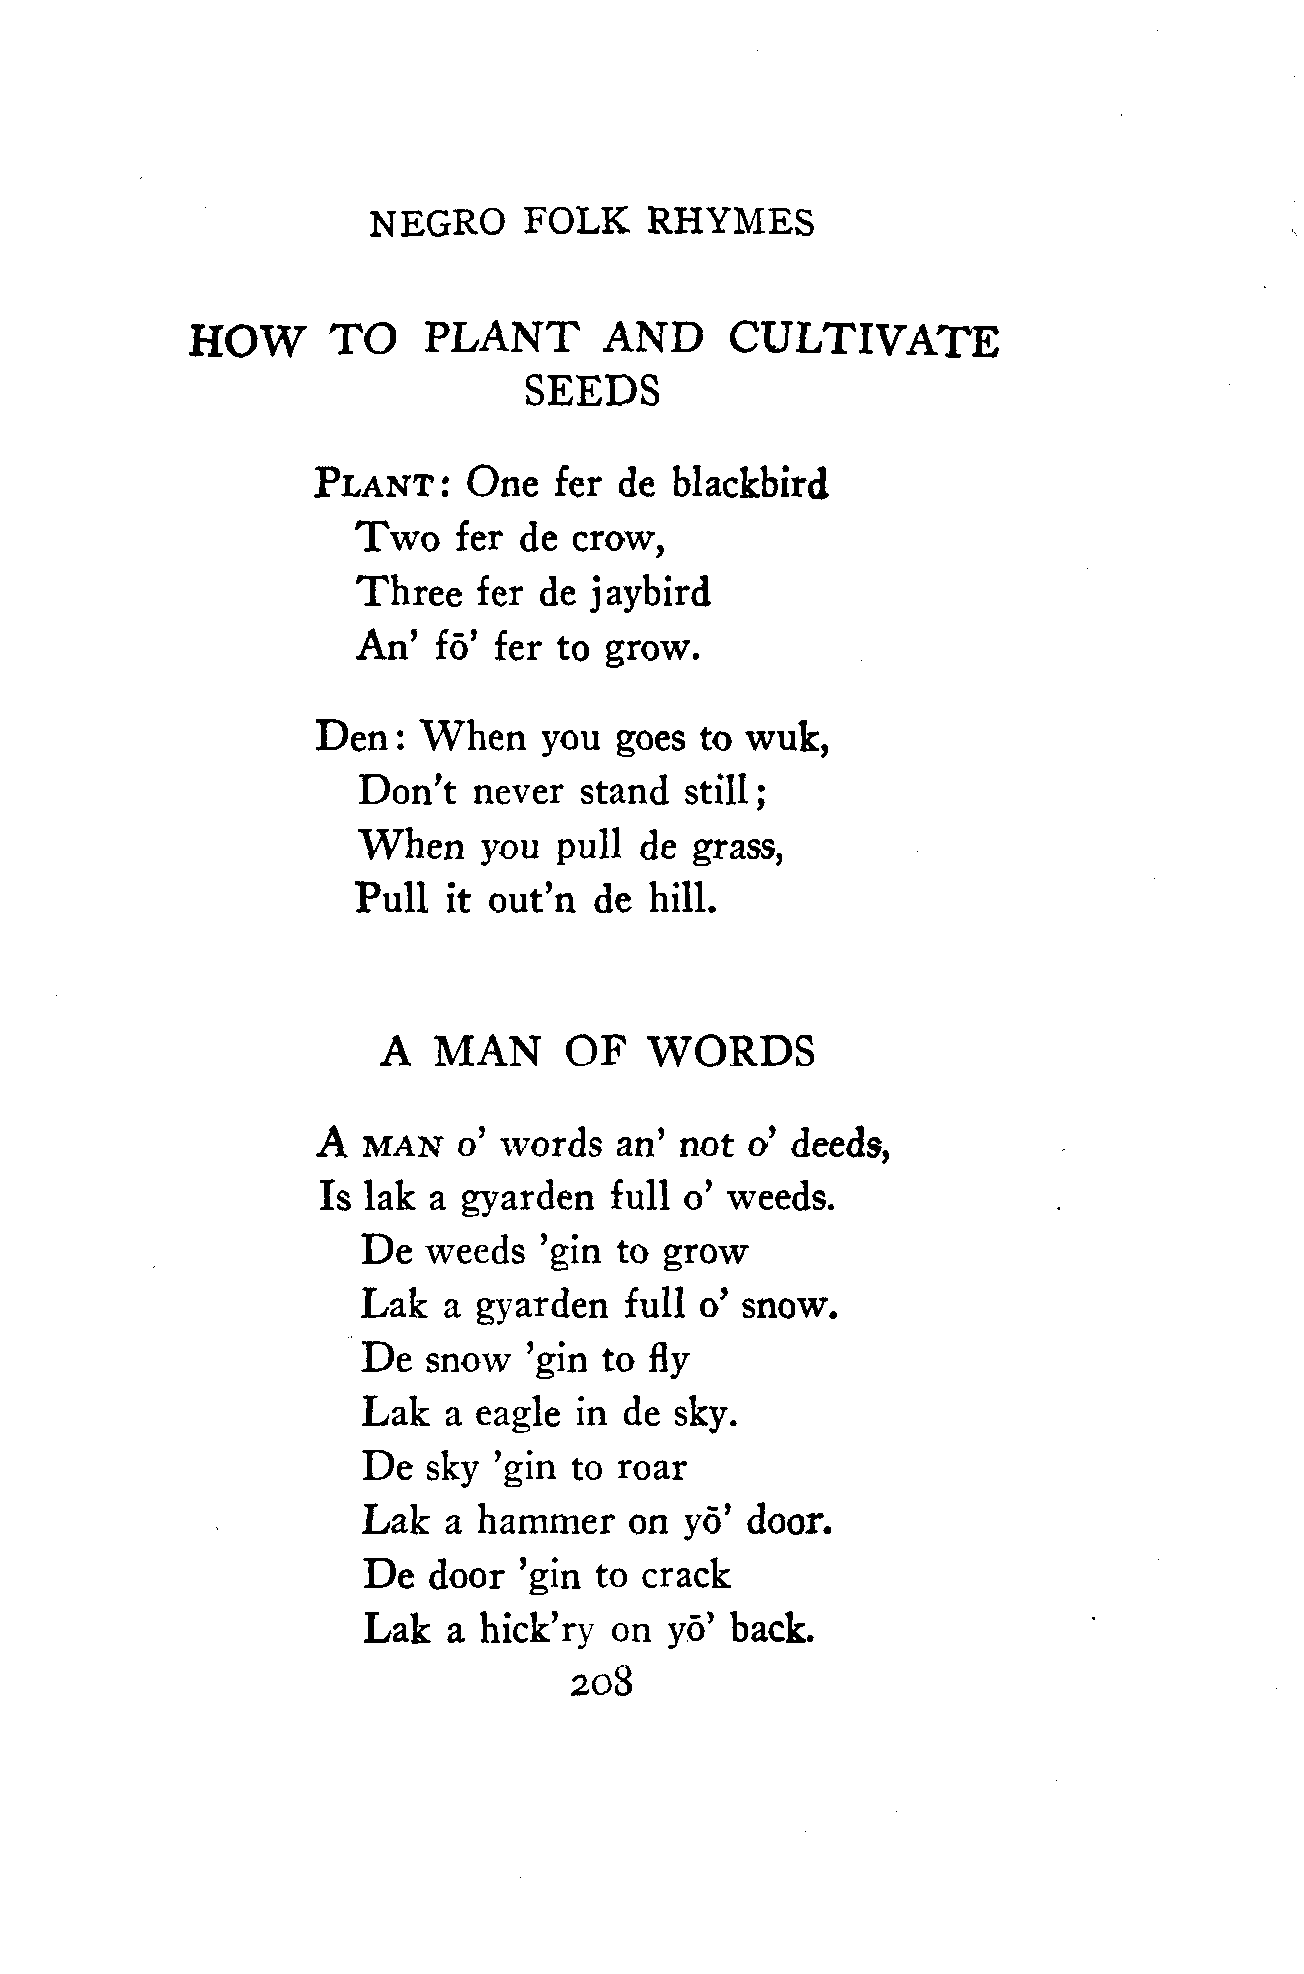 NEGRO FOLK RHYMES
HOW TO PLANT AND CULTIVATE
SEEDS
PLANT: One fer de blackbird
Two fer de crow,
Three fer de jaybird
An' fō' fer to grow.
Den: When you goes to wuk,
Don't never stand still;
When you pull de grass,
Pull it out'n de hill.
A MAN OF WORDS
A MAN o' words an' not o' deeds,
Is lak a gyarden full o' weeds.
De weeds 'gin to grow
Lak a gyarden full o' snow.
De snow 'gin to fly
Lak a eagle in de sky.
De sky 'gin to roar
Lak a hammer on yō' door.
De door 'gin to crack
Lak a hick'ry on yō' back.
208